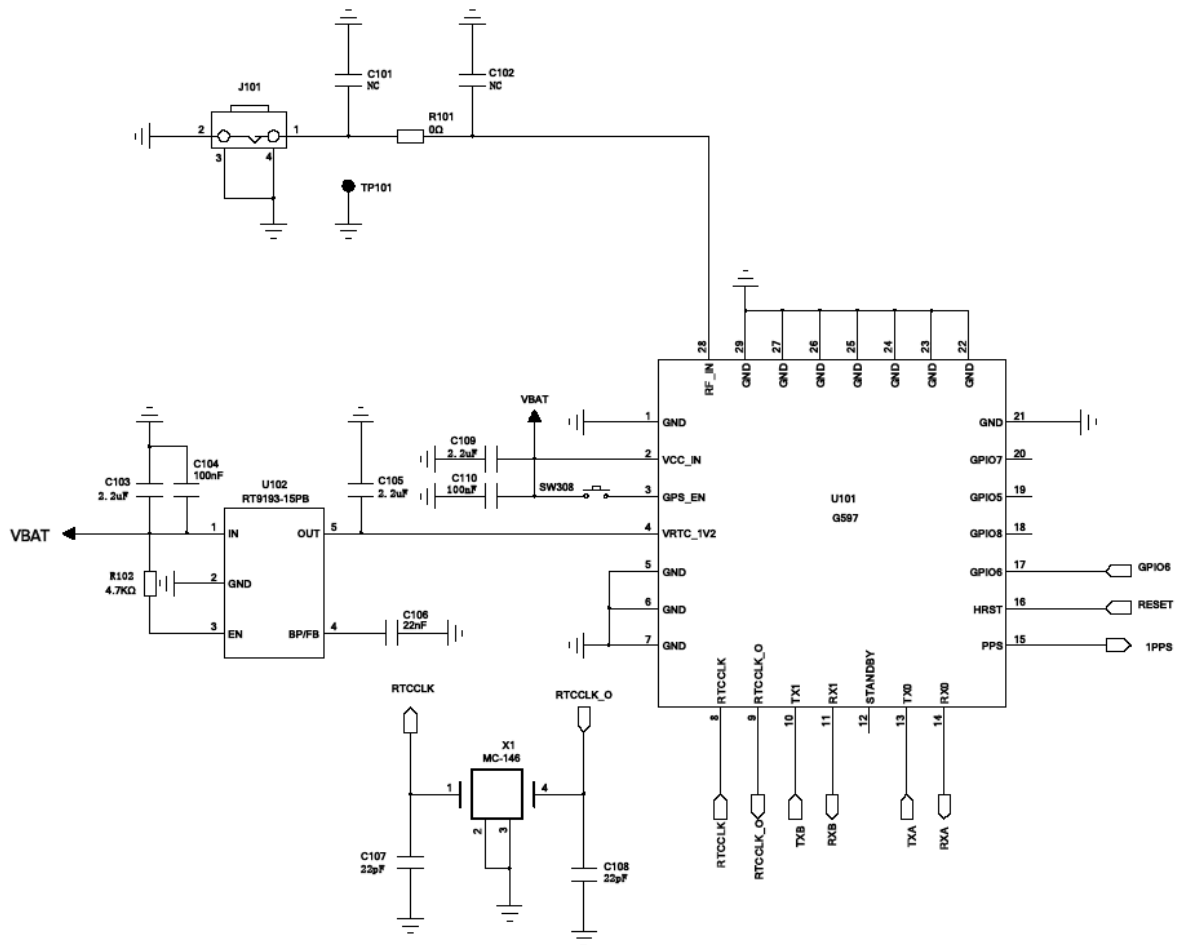 C101
NC
C102
NC
J101
R101
0Ω
2
1
3
4
TP101
28
29
27
26
25
24
23
22
RF_IN
GND
GND
GND
GND
GND
GND
GND
VBAT
1
GND
GND
21
C109
2.2uF
2
VCC_IN
GPIO7
20
C110
100nF
SW308
3
GPS_EN
GPIO5
19
U101
G597
C103
2.2uF
C104
100nF
U102
RT9193-15PB
C105
2.2uF
VBAT
1
IN
OUT
5
4
VRTC_1V2
GPIO8
18
R102
4.7KΩ
2
GND
5
GND
GPIO6
17
GPIO6
6
GND
HRST
16
RESET
3
EN
BP/FB
4
C106
22nF
7
GND
PPS
15
1PPS
RTCCLK
RTCCLK_O
TX1
RX1
STANDBY
TX0
RX0
8
9
10
11
12
13
14
RTCCLK
RTCCLK_O
X1
MC-146
1
4
2
3
RTCCLK
RTCCLK_O
TXB
RXB
TXA
RXA
C107
22pF
C108
22pF